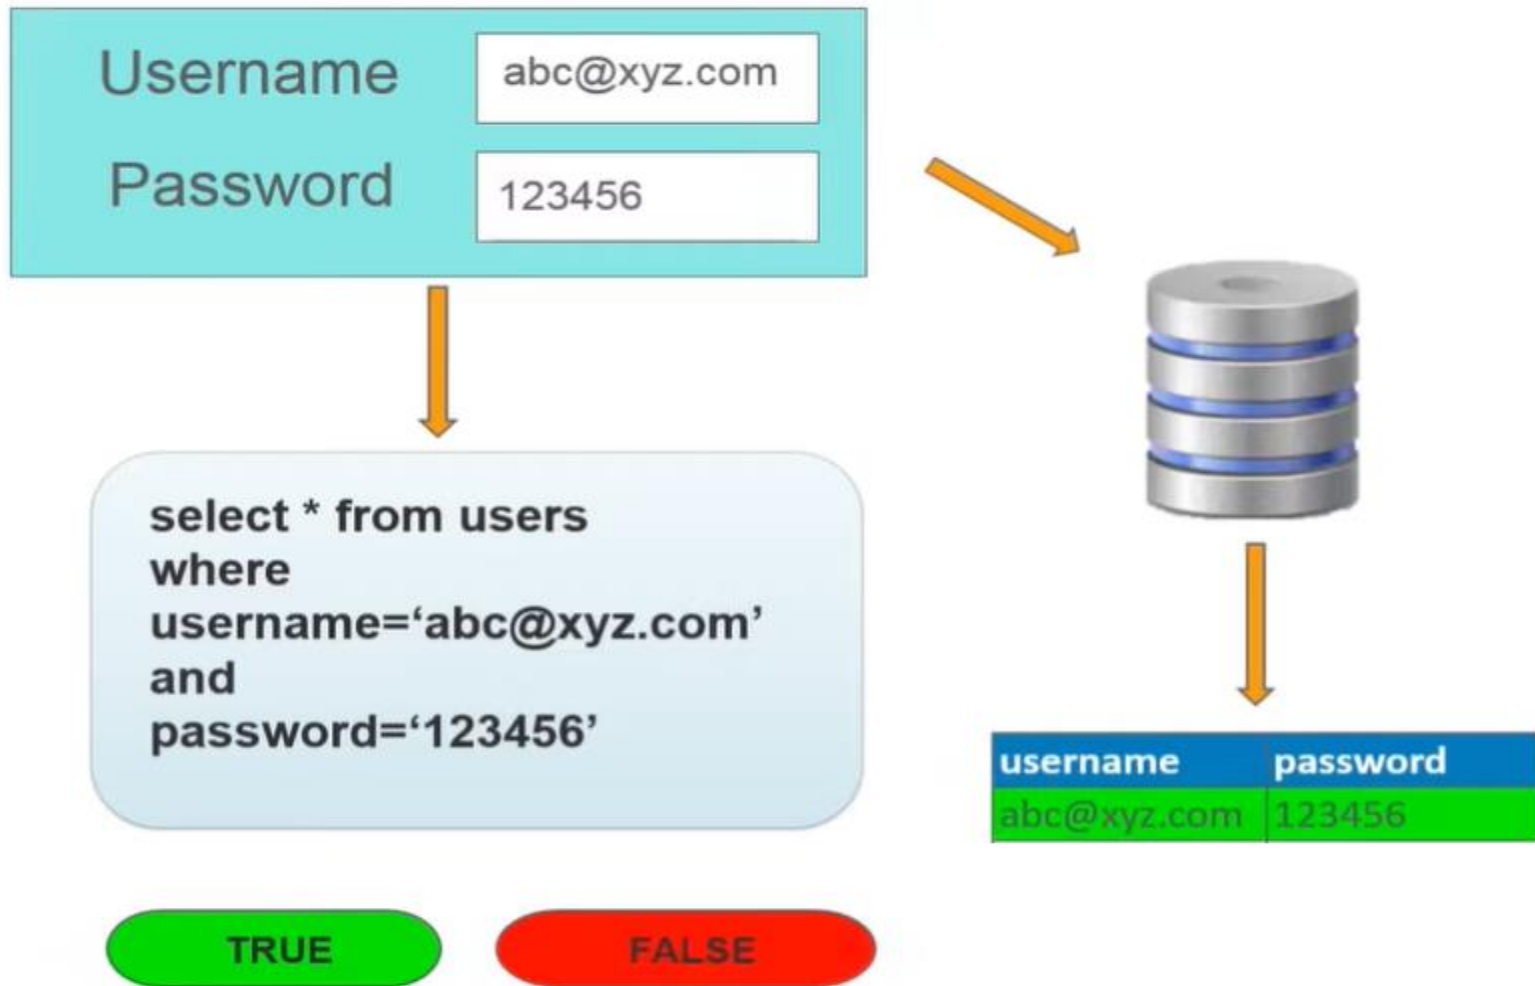 Username abc@xyz.com
Password 123456
select * from users
where
username=‘abc@xyz.com’
and
password=‘123456’
username password
abc@xyz.com 123456
TRUE FALSE